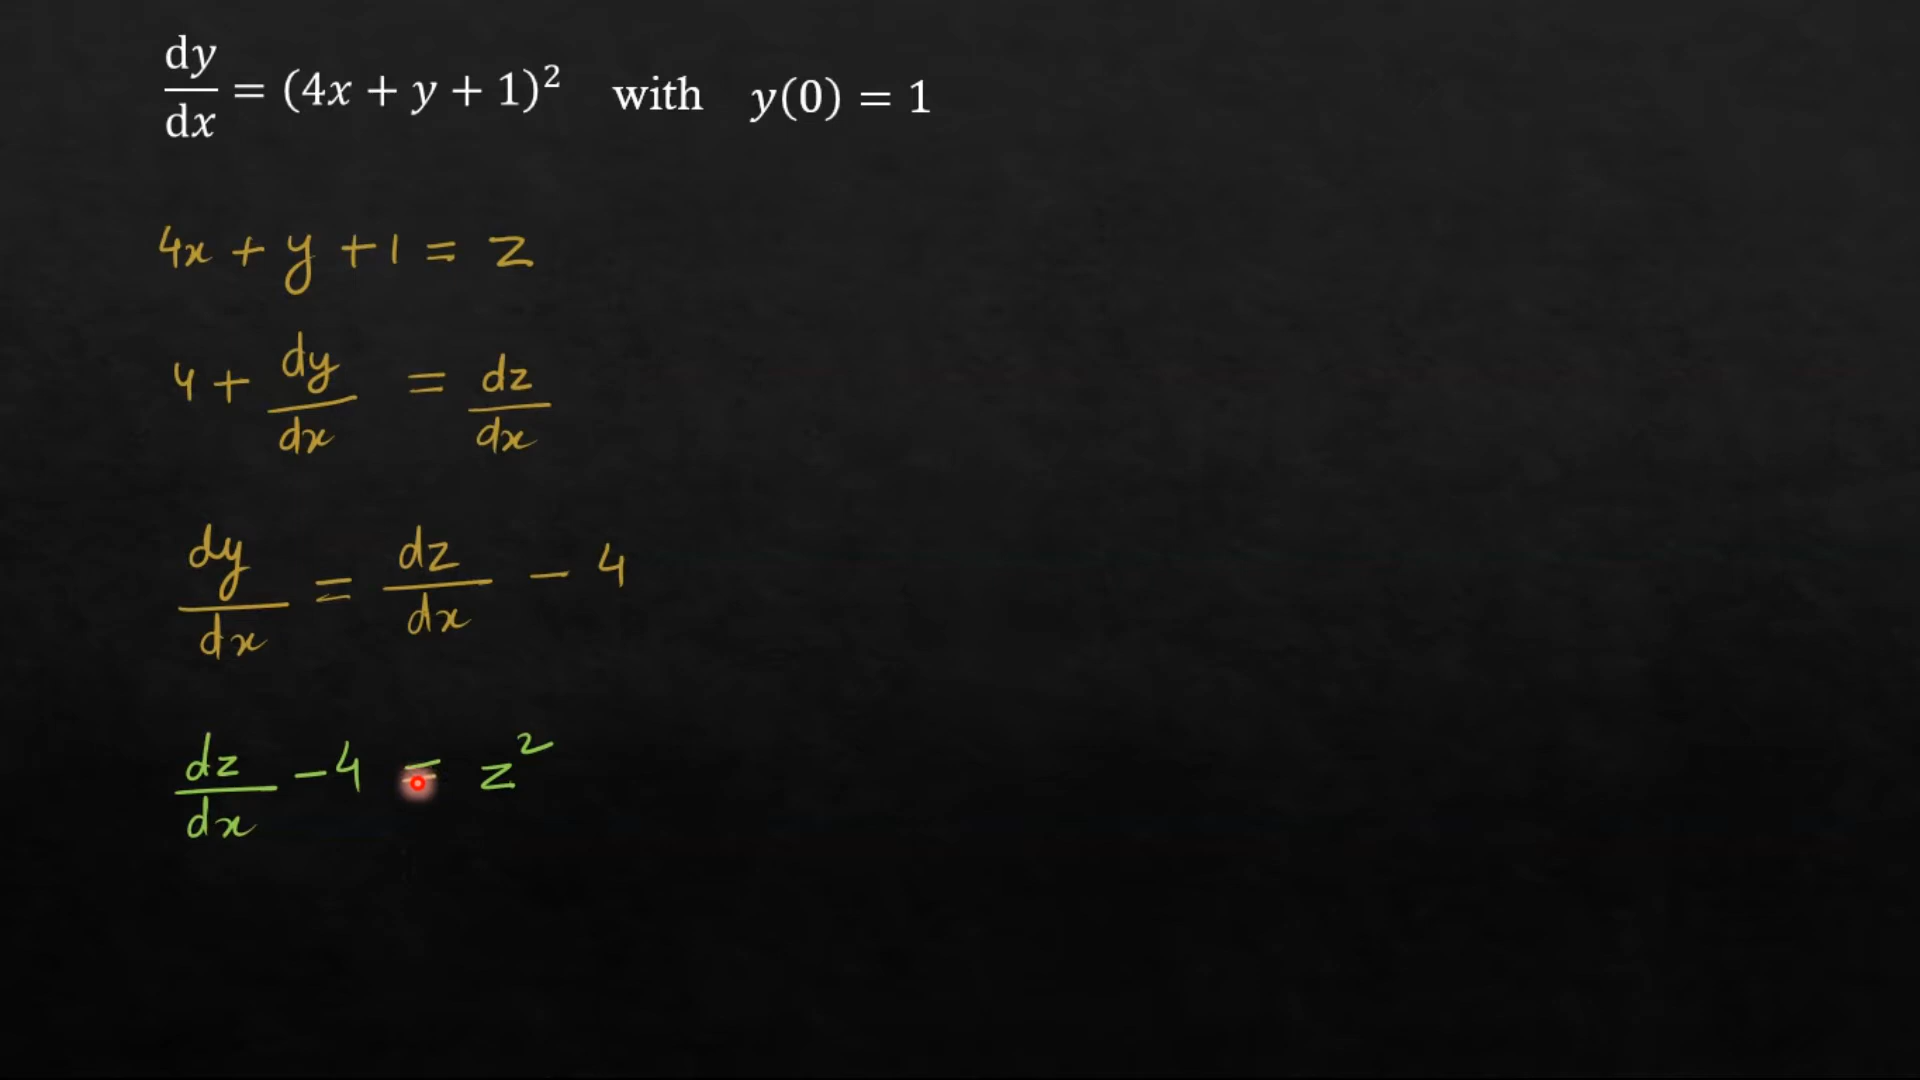 dy/dx = (4x + y + 1)² with y(0) = 1
4x + y + 1 = z
4 + dy/dx = dz/dx
dy/dx = dz/dx - 4
dz/dx - 4 = z²